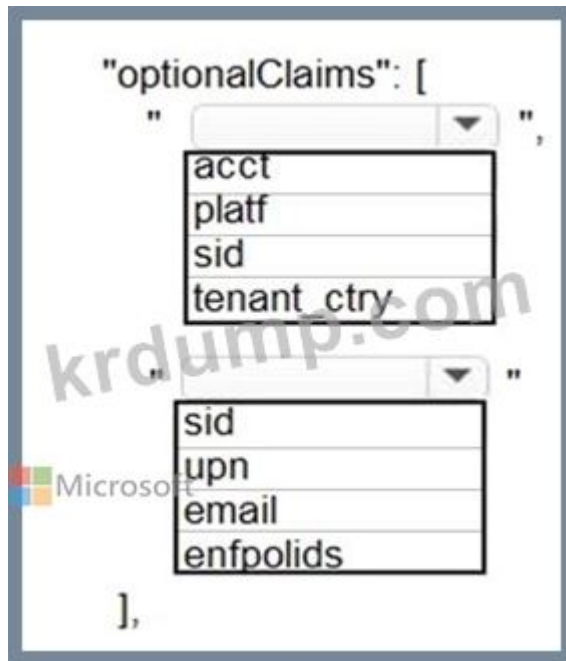 "optionalClaims": [
" ",
acct
platf
sid
tenant_ctry
krdump.com
" "
sid
upn
Microsoft
email
enfpolids
],